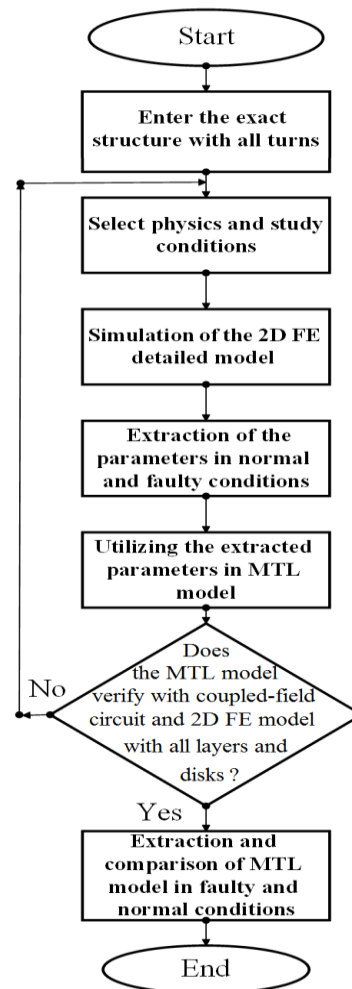 Start
Enter the exact
structure with all turns
Select physics and study
conditions
Simulation of the 2D FE
detailed model
Extraction of the
parameters in normal
and faulty conditions
Utilizing the extracted
parameters in MTL
model
Does
the MTL model
verify with coupled-field
circuit and 2D FE model
with all layers and
disks ?
No
Yes
Extraction and
comparison of MTL
model in faulty and
normal conditions
End